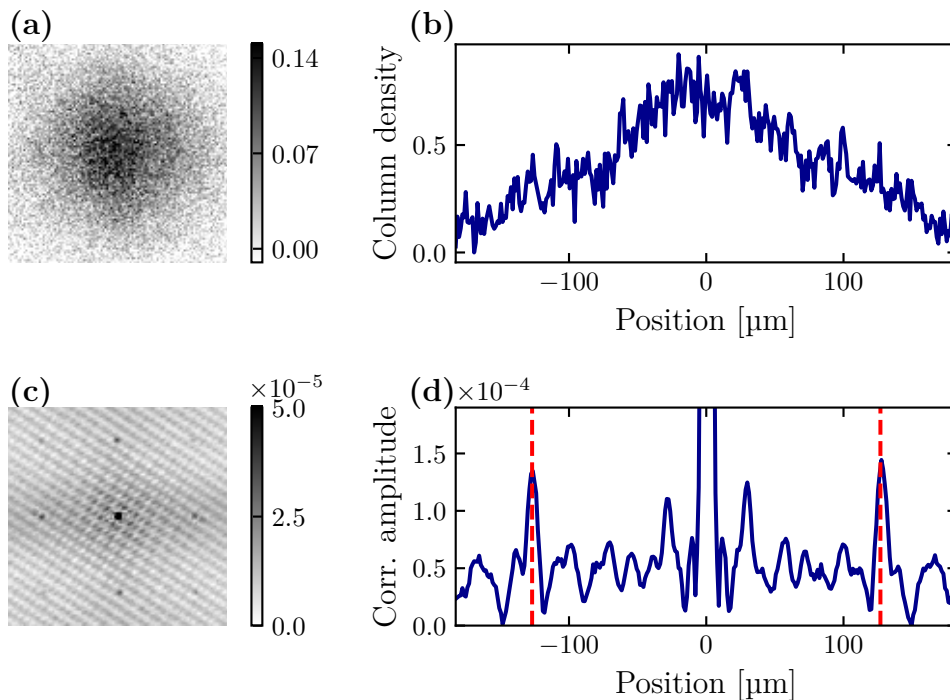 (a)
0.14
0.07
0.00
(b)
Column density
0.5
0.0
−100
0
100
Position [µm]
(c)
×10⁻⁵
5.0
2.5
0.0
(d)
×10⁻⁴
Corr. amplitude
1.5
1.0
0.5
0.0
−100
0
100
Position [µm]